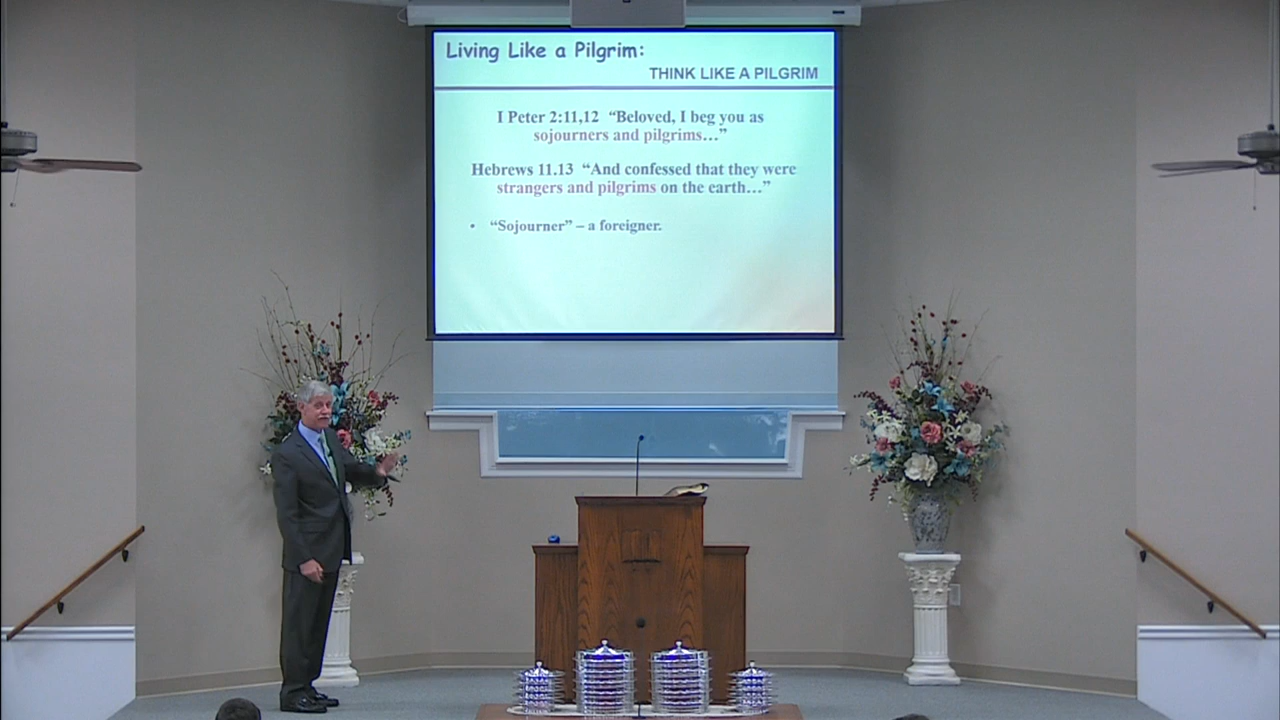 Living Like a Pilgrim:
THINK LIKE A PILGRIM
I Peter 2:11,12 “Beloved, I beg you as
sojourners and pilgrims…”
Hebrews 11.13 “And confessed that they were
strangers and pilgrims on the earth…”
• “Sojourner” – a foreigner.